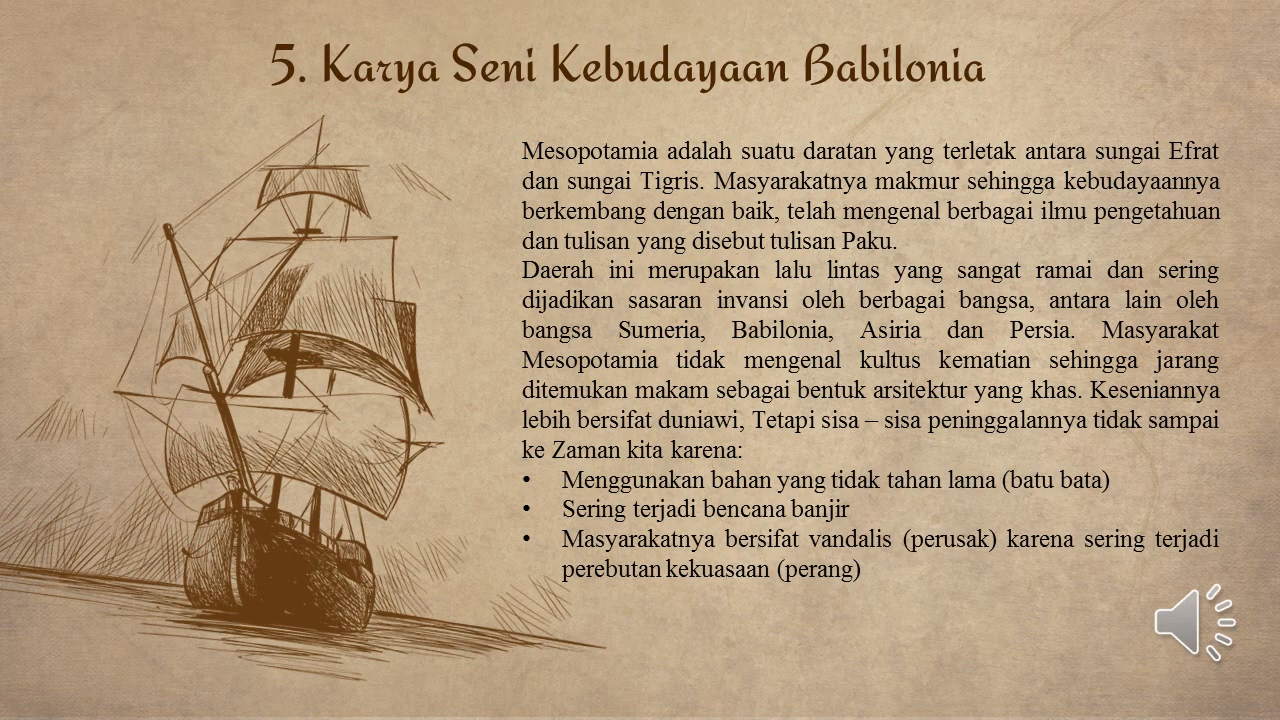 5. Karya Seni Kebudayaan Babilonia
Mesopotamia adalah suatu daratan yang terletak antara sungai Efrat
dan sungai Tigris. Masyarakatnya makmur sehingga kebudayaannya
berkembang dengan baik, telah mengenal berbagai ilmu pengetahuan
dan tulisan yang disebut tulisan Paku.
Daerah ini merupakan lalu lintas yang sangat ramai dan sering
dijadikan sasaran invansi oleh berbagai bangsa, antara lain oleh
bangsa Sumeria, Babilonia, Asiria dan Persia. Masyarakat
Mesopotamia tidak mengenal kultus kematian sehingga jarang
ditemukan makam sebagai bentuk arsitektur yang khas. Keseniannya
lebih bersifat duniawi, Tetapi sisa – sisa peninggalannya tidak sampai
ke Zaman kita karena:
• Menggunakan bahan yang tidak tahan lama (batu bata)
• Sering terjadi bencana banjir
• Masyarakatnya bersifat vandalis (perusak) karena sering terjadi
perebutan kekuasaan (perang)